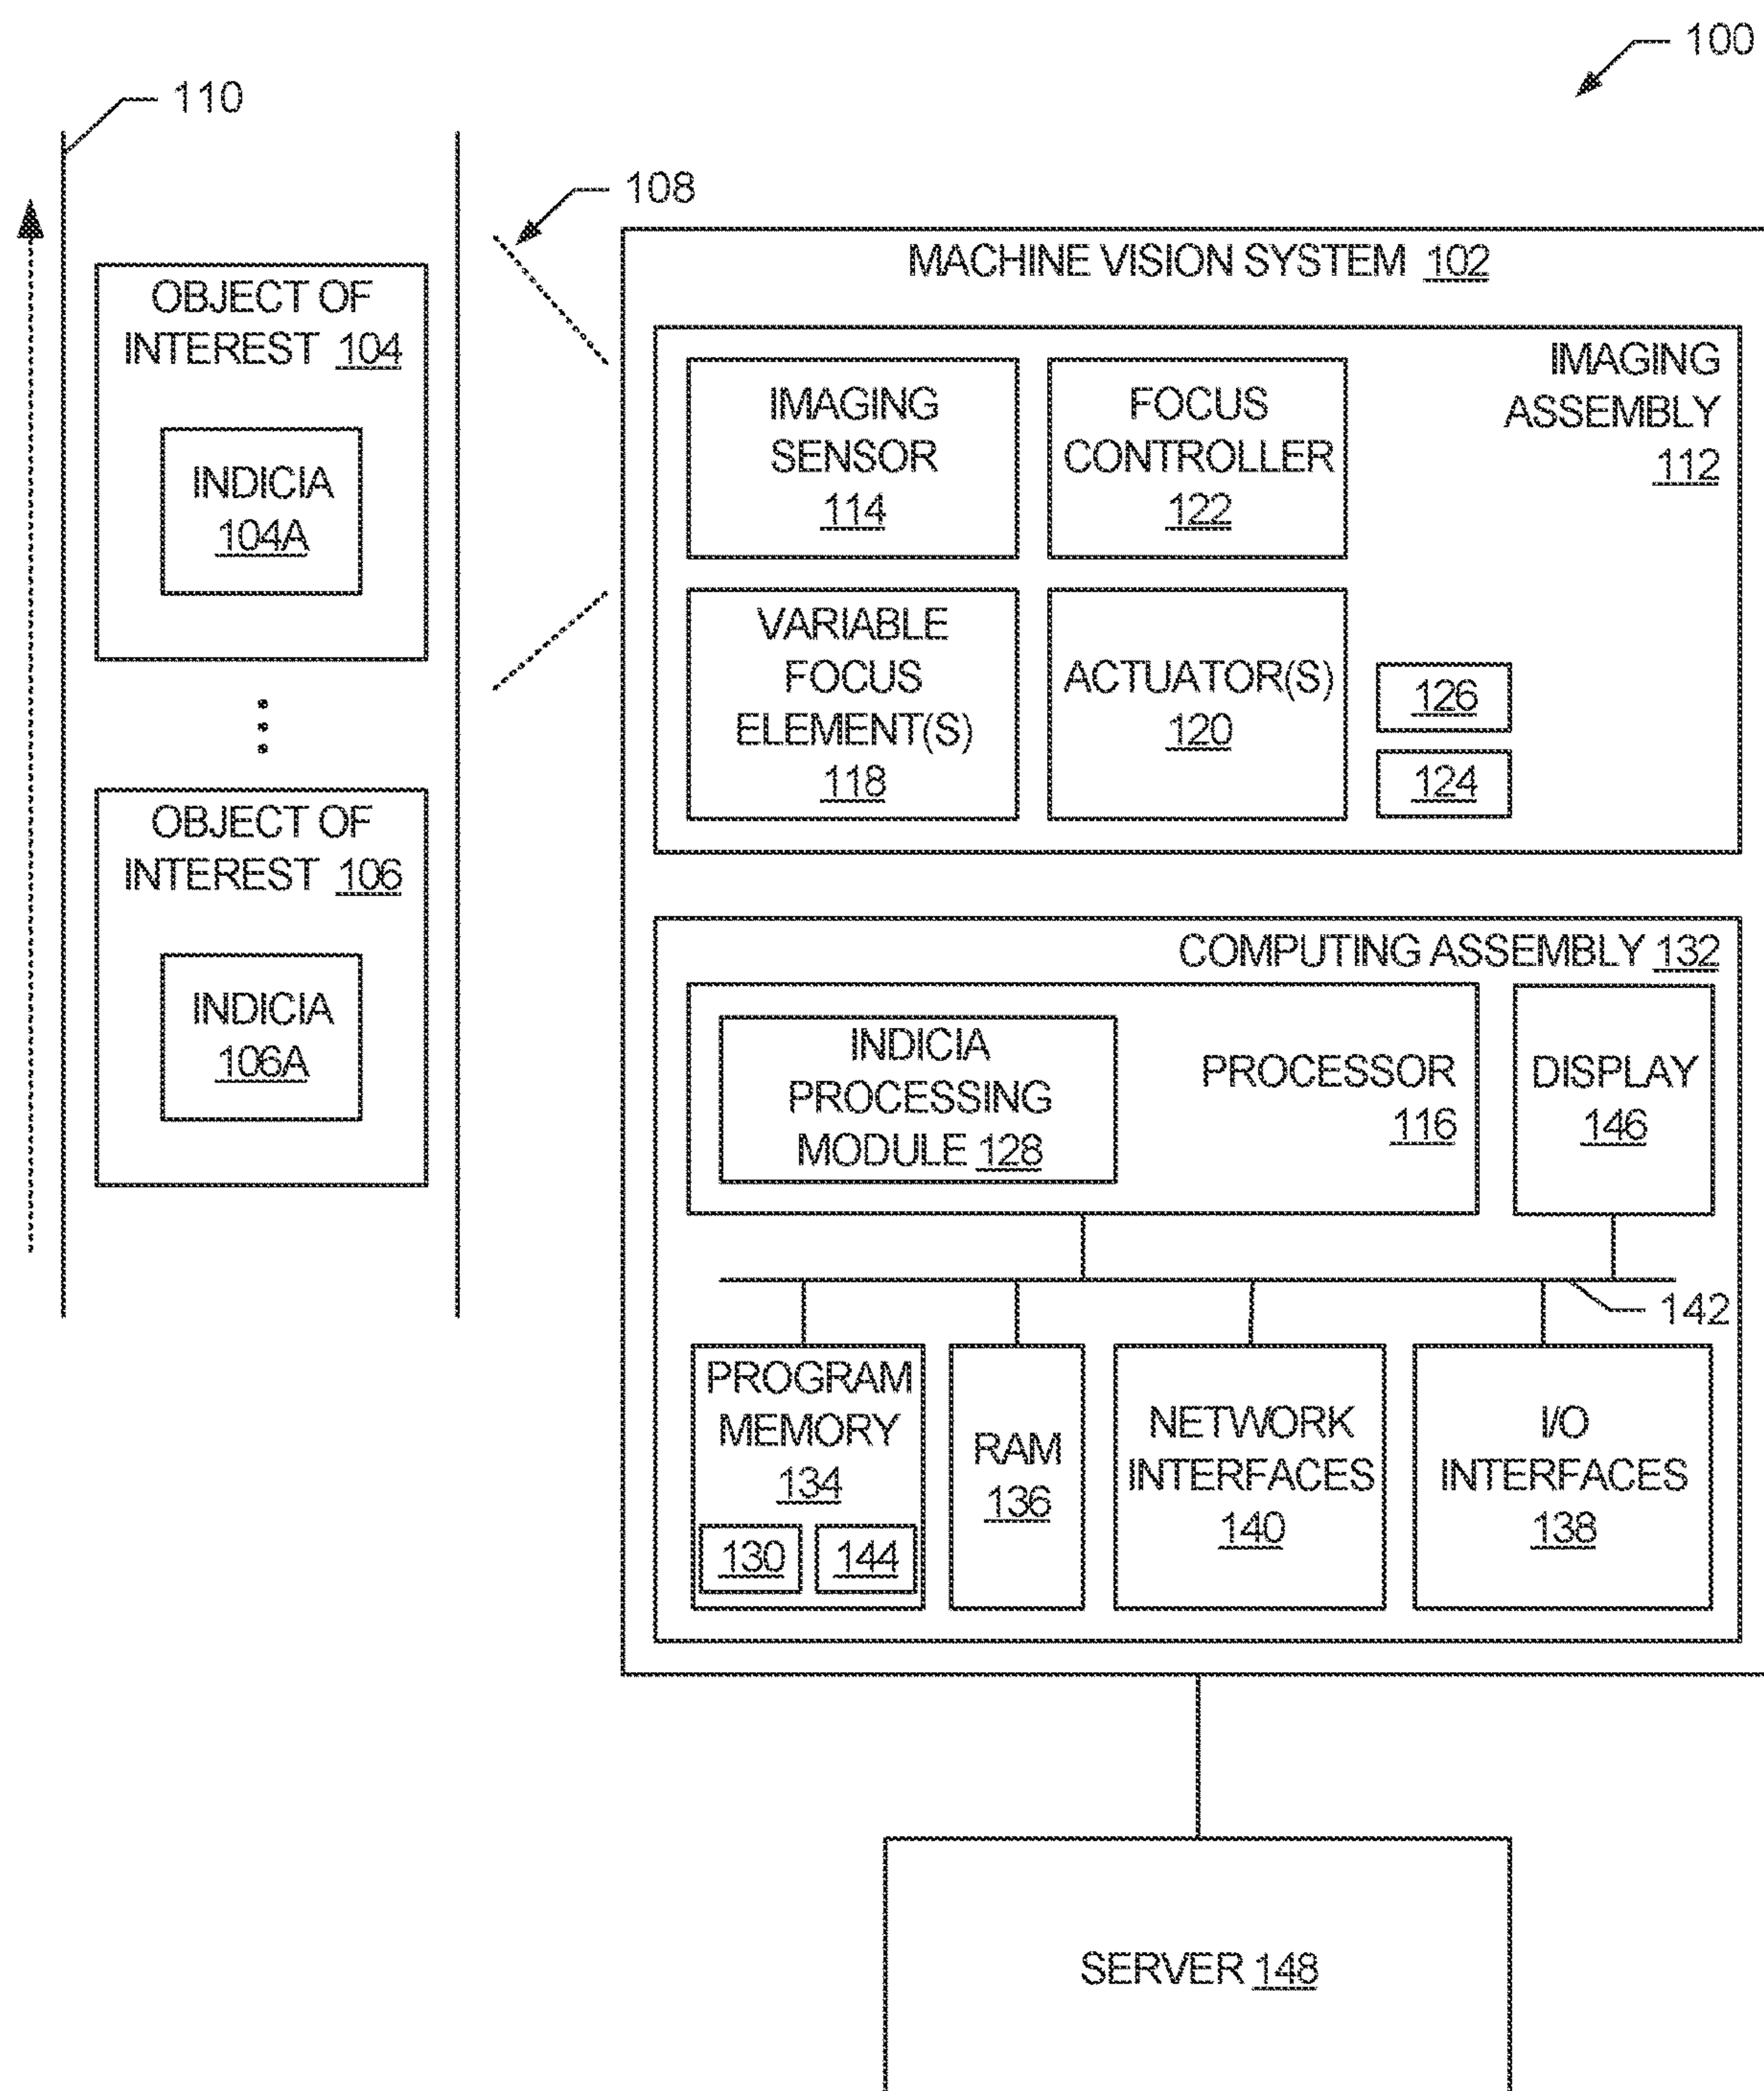 100
110
108
OBJECT OF
INTEREST 104
INDICIA
104A
OBJECT OF
INTEREST 106
INDICIA
106A
MACHINE VISION SYSTEM 102
IMAGING
ASSEMBLY
112
IMAGING
SENSOR
114
FOCUS
CONTROLLER
122
VARIABLE
FOCUS
ELEMENT(S)
118
ACTUATOR(S)
120
126
124
COMPUTING ASSEMBLY 132
INDICIA
PROCESSING
MODULE 128
PROCESSOR
116
DISPLAY
146
142
PROGRAM
MEMORY
134
130
144
RAM
136
NETWORK
INTERFACES
140
I/O
INTERFACES
138
SERVER 148